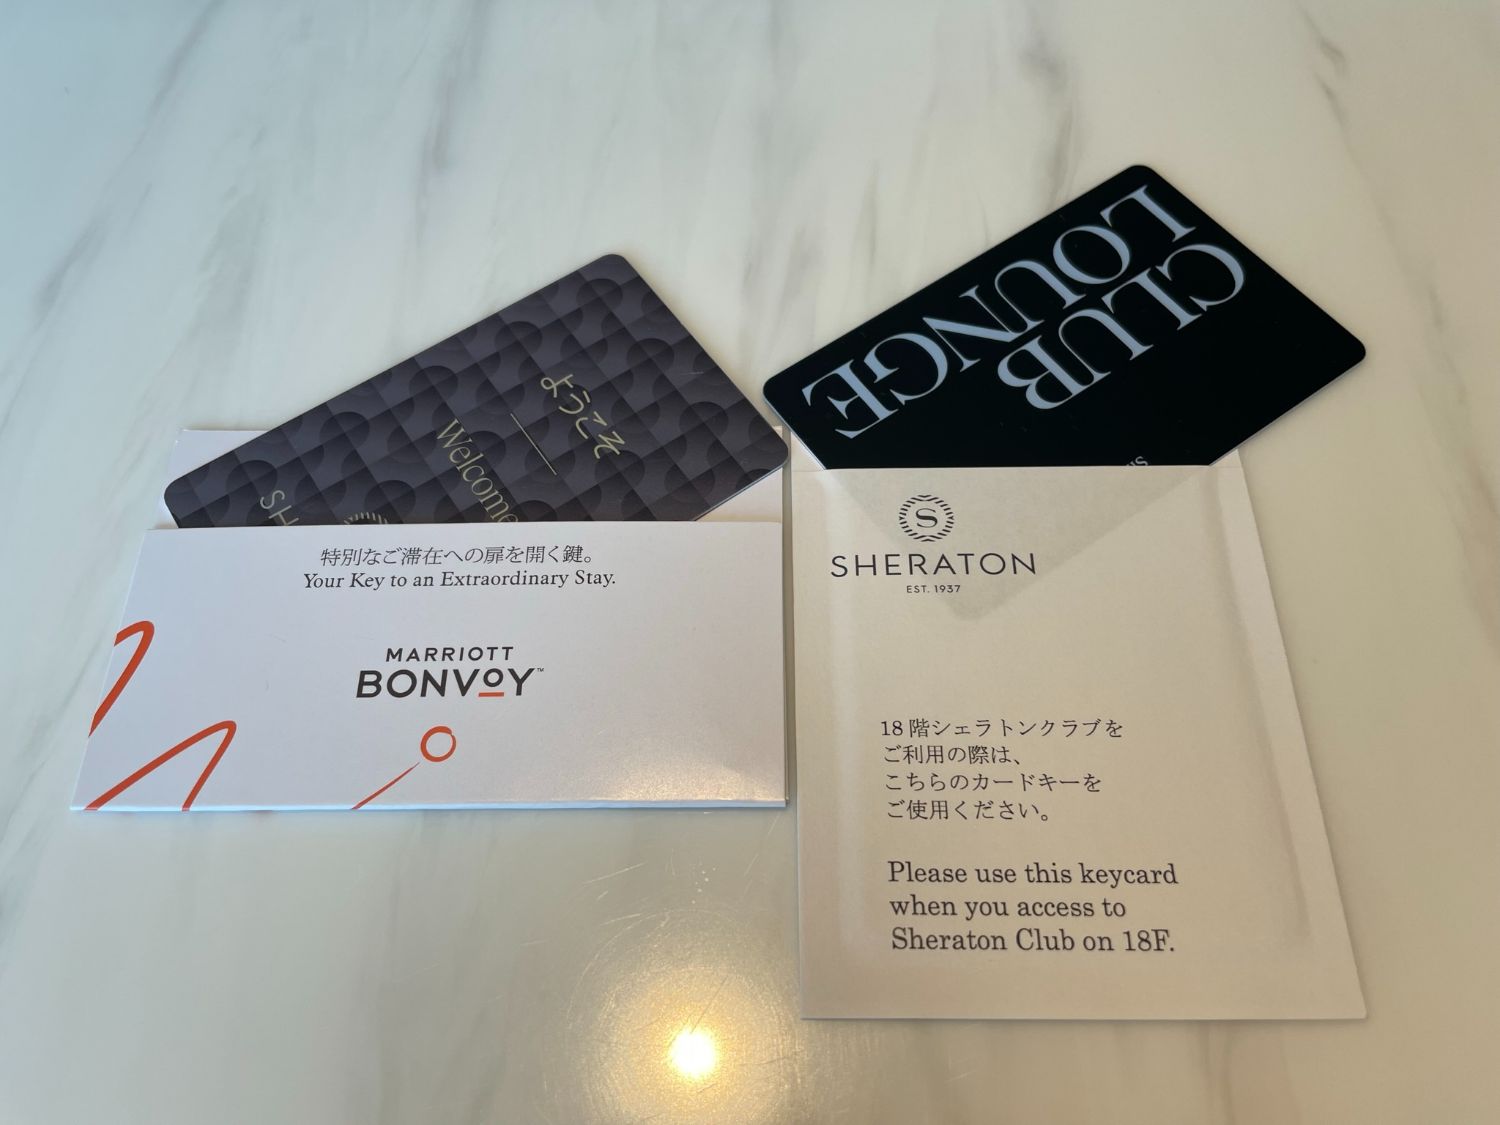 ようこそ
Welcome
SH
特別なご滞在への扉を開く鍵。
Your Key to an Extraordinary Stay.
MARRIOTT
BONVOY™
CLUB
LOUNGE
S
SHERATON
EST. 1937
18階シェラトンクラブを
ご利用の際は、
こちらのカードキーを
ご使用ください。
Please use this keycard
when you access to
Sheraton Club on 18F.